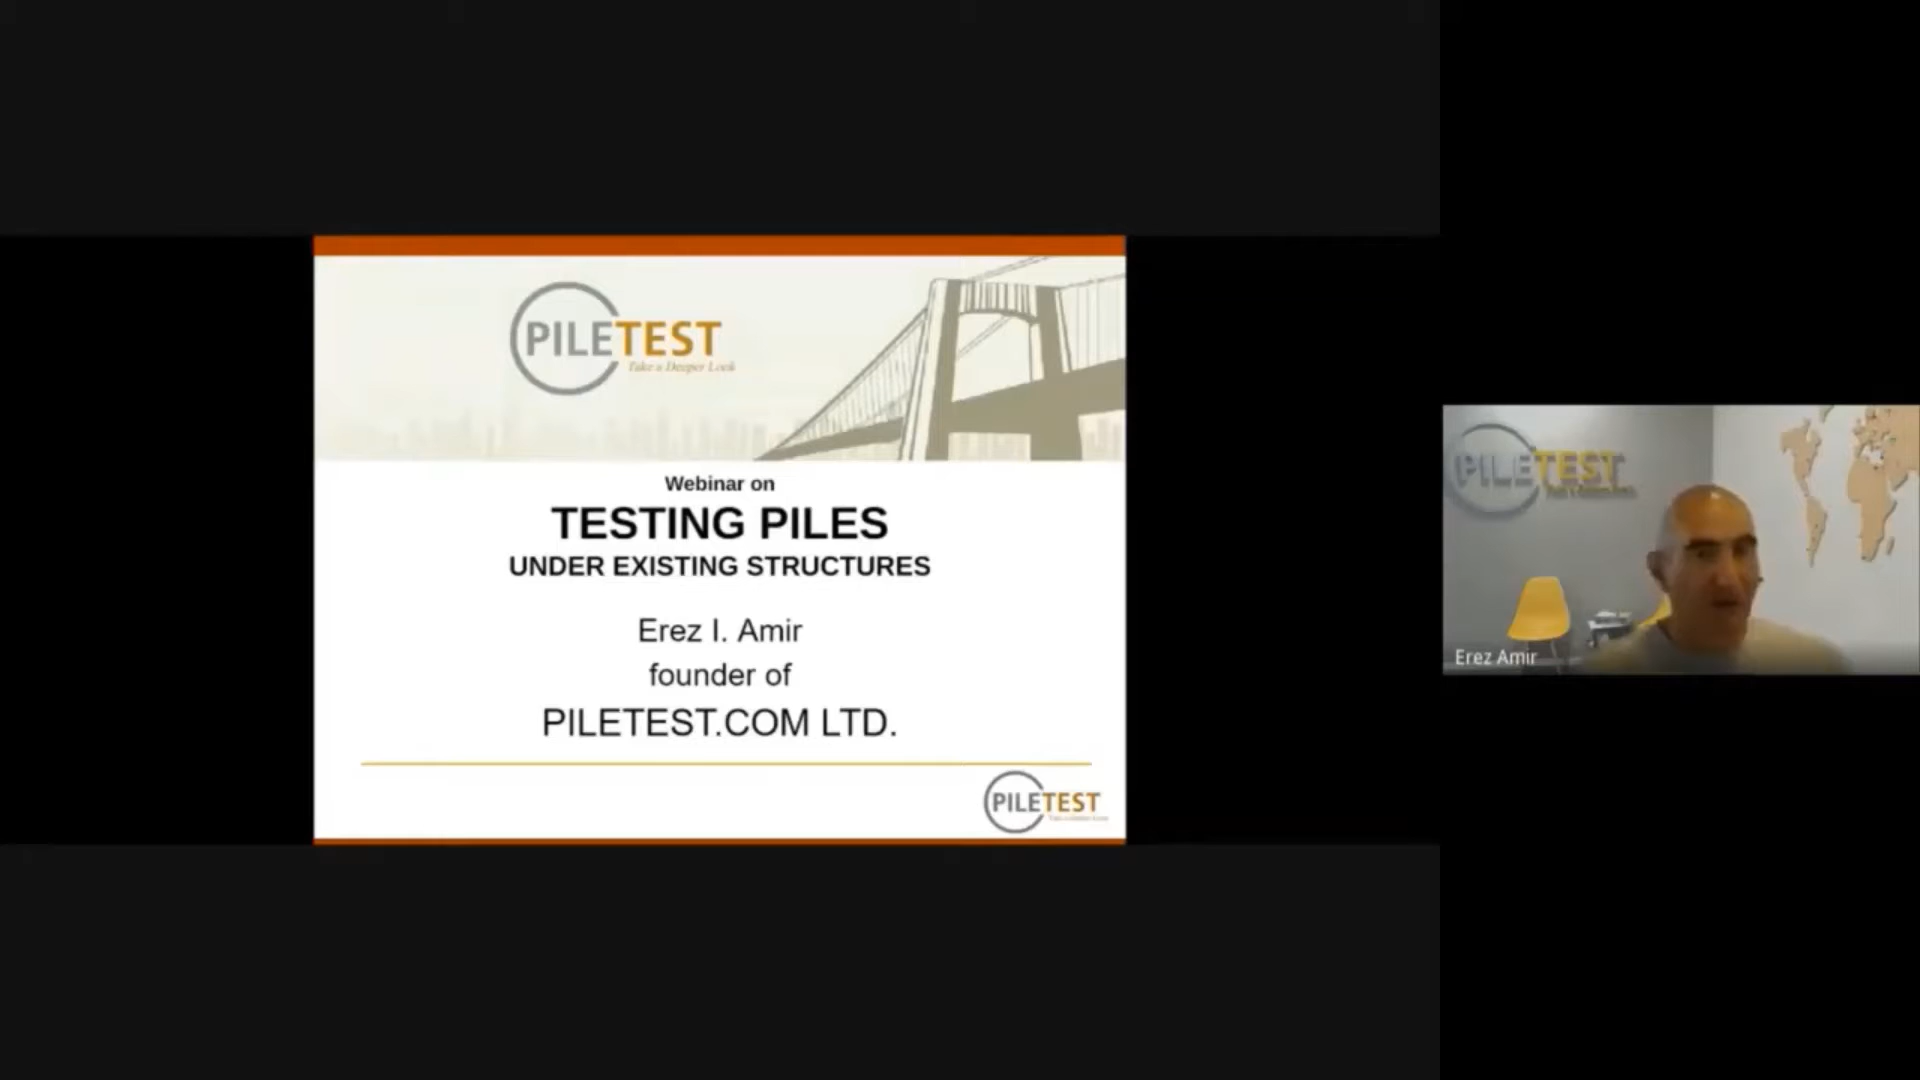 PILETEST
Take a Deeper Look
Webinar on
TESTING PILES
UNDER EXISTING STRUCTURES
Erez I. Amir
founder of
PILETEST.COM LTD.
PILETEST
PILETEST
Erez Amir